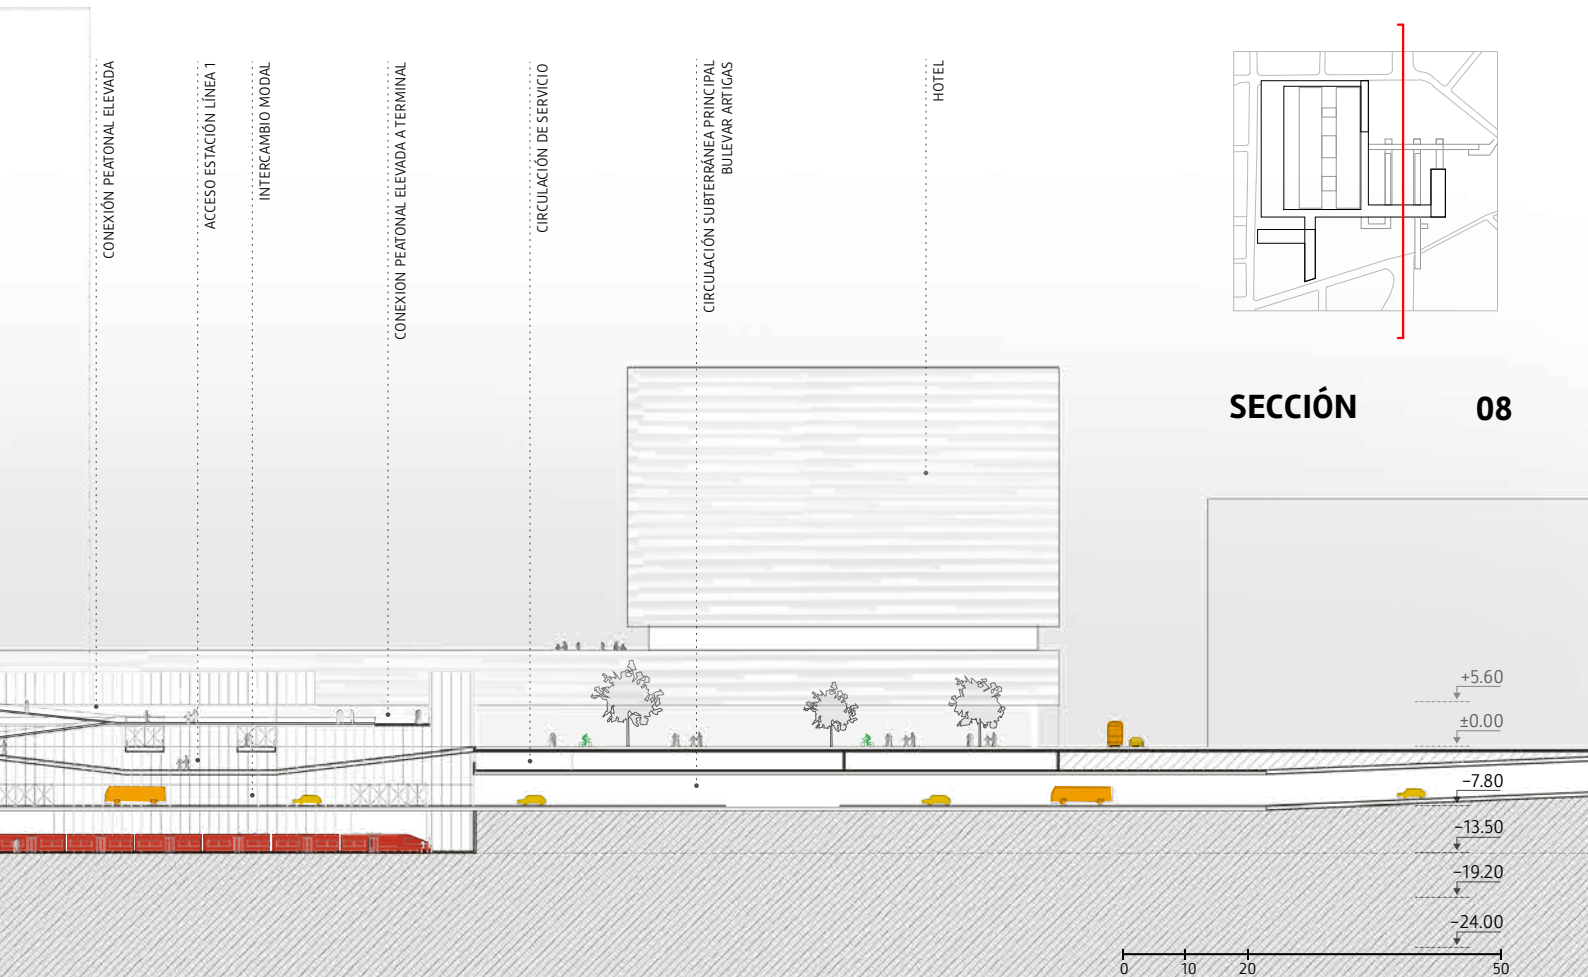 CONEXIÓN PEATONAL ELEVADA
ACCESO ESTACIÓN LÍNEA 1
INTERCAMBIO MODAL
CONEXION PEATONAL ELEVADA A TERMINAL
CIRCULACIÓN DE SERVICIO
CIRCULACIÓN SUBTERRÁNEA PRINCIPAL
BULEVAR ARTIGAS
HOTEL
SECCIÓN 08
+5.60
±0.00
−7.80
−13.50
−19.20
−24.00
0 10 20 50